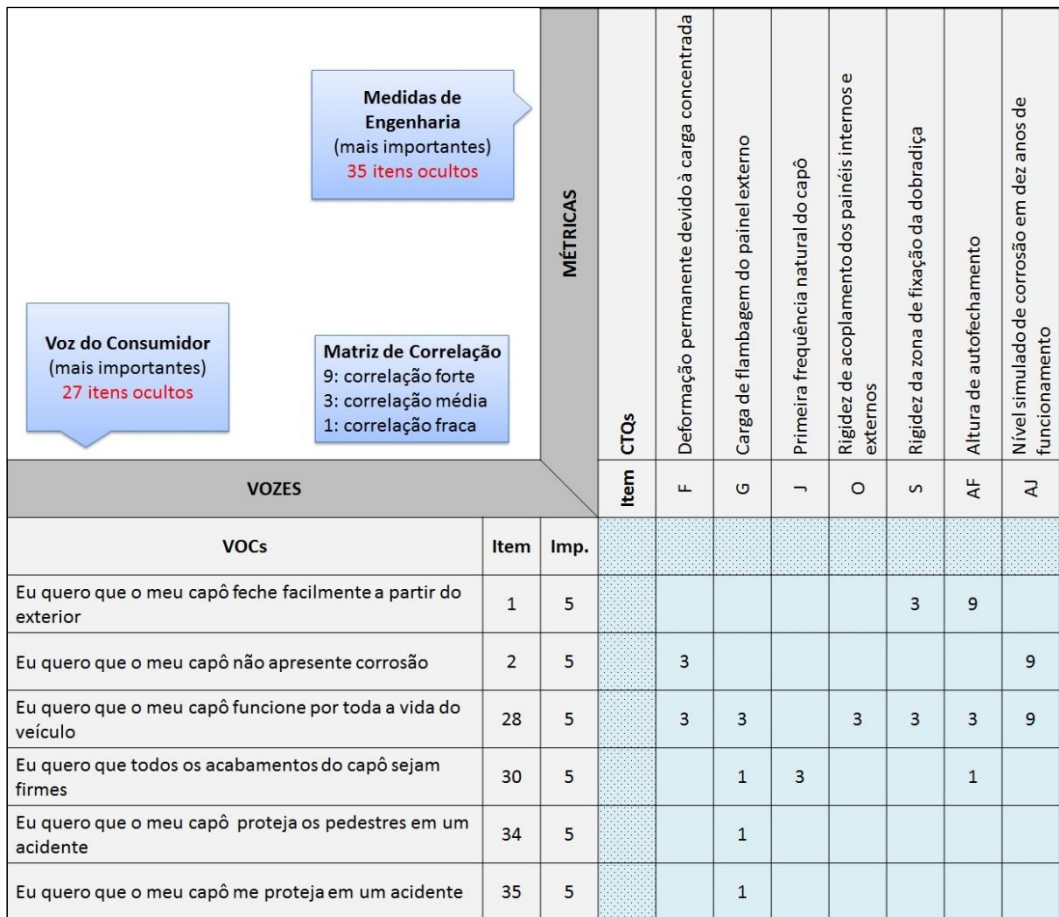 Medidas de
Engenharia
(mais importantes)
35 itens ocultos
Voz do Consumidor
(mais importantes)
27 itens ocultos
Matriz de Correlação
9: correlação forte
3: correlação média
1: correlação fraca
MÉTRICAS
CTQs
Deformação permanente devido à carga concentrada
Carga de flambagem do painel externo
Primeira frequência natural do capô
Rigidez de acoplamento dos painéis internos e
externos
Rigidez da zona de fixação da dobradiça
Altura de autofechamento
Nível simulado de corrosão em dez anos de
funcionamento
VOZES
Item F G J O S AF AJ
VOCs Item Imp.
Eu quero que o meu capô feche facilmente a partir do
exterior
1 5 3 9
Eu quero que o meu capô não apresente corrosão 2 5 3 9
Eu quero que o meu capô funcione por toda a vida do
veículo
28 5 3 3 3 3 3 9
Eu quero que todos os acabamentos do capô sejam
firmes
30 5 1 3 1
Eu quero que o meu capô proteja os pedestres em um
acidente
34 5 1
Eu quero que o meu capô me proteja em um acidente 35 5 1